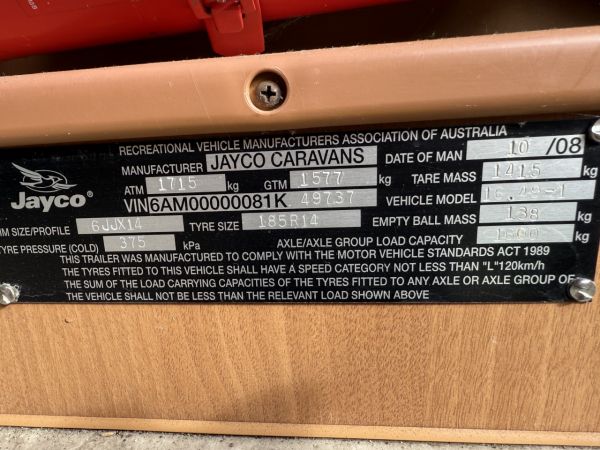 RECREATIONAL VEHICLE MANUFACTURERS ASSOCIATION OF AUSTRALIA
MANUFACTURER JAYCO CARAVANS DATE OF MAN 10 /08
ATM 1715 kg GTM 1577 kg TARE MASS 1415 kg
Jayco®
VIN 6AM00000081K 49737 VEHICLE MODEL 16.49-1
IM SIZE/PROFILE 6JJX14 TYRE SIZE 185R14 EMPTY BALL MASS 138 kg
TYRE PRESSURE (COLD) 375 kPa AXLE/AXLE GROUP LOAD CAPACITY 1600 kg
THIS TRAILER WAS MANUFACTURED TO COMPLY WITH THE MOTOR VEHICLE STANDARDS ACT 1989
THE TYRES FITTED TO THIS VEHICLE SHALL HAVE A SPEED CATEGORY NOT LESS THAN "L"120km/h
THE SUM OF THE LOAD CARRYING CAPACITIES OF THE TYRES FITTED TO ANY AXLE OR AXLE GROUP OF
THE VEHICLE SHALL NOT BE LESS THAN THE RELEVANT LOAD SHOWN ABOVE